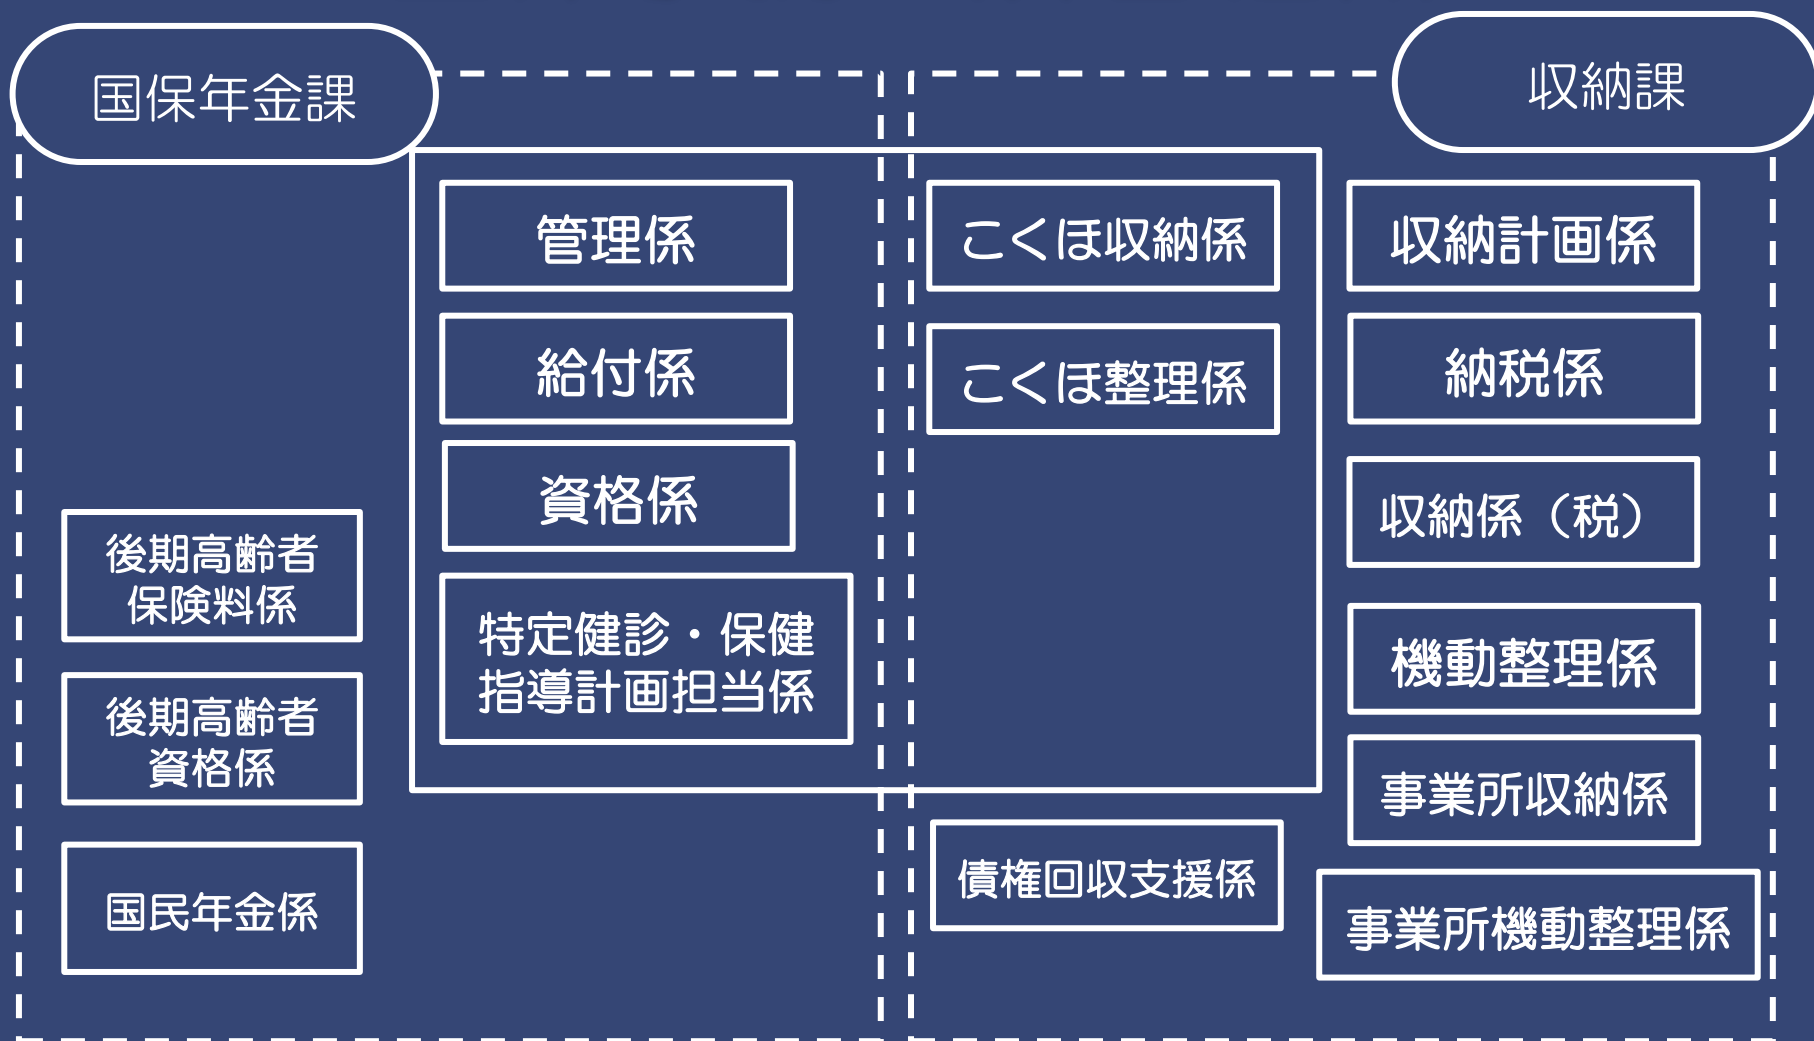 国保年金課
収納課
管理係
給付係
資格係
特定健診・保健
指導計画担当係
後期高齢者
保険料係
後期高齢者
資格係
国民年金係
こくほ収納係
こくほ整理係
債権回収支援係
収納計画係
納税係
収納係（税）
機動整理係
事業所収納係
事業所機動整理係